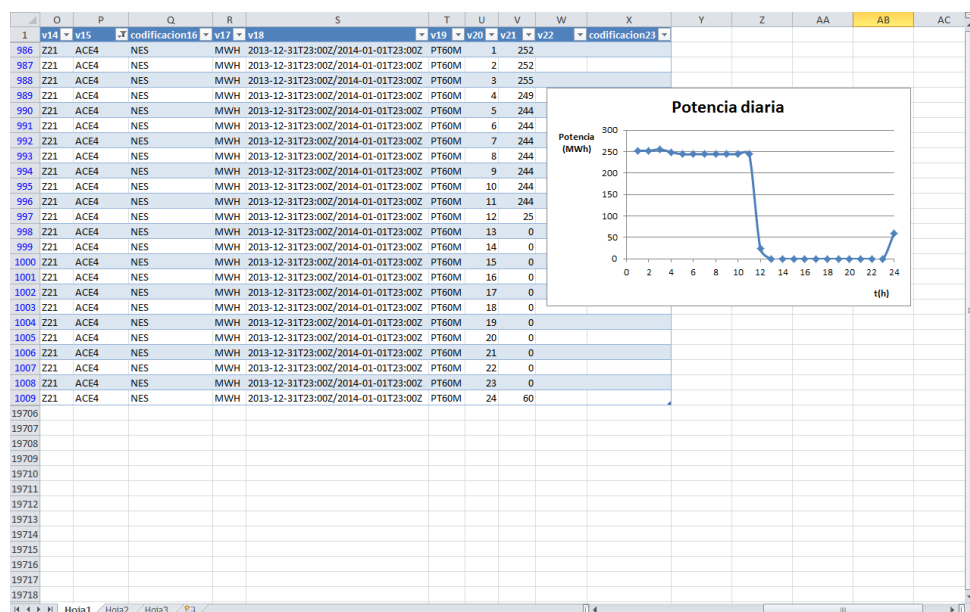 O P Q R S T U V W X Y Z AA AB AC
1 v14 v15 codificacion16 v17 v18 v19 v20 v21 v22 codificacion23
986 Z21 ACE4 NES MWH 2013-12-31T23:00Z/2014-01-01T23:00Z PT60M 1 252
987 Z21 ACE4 NES MWH 2013-12-31T23:00Z/2014-01-01T23:00Z PT60M 2 252
988 Z21 ACE4 NES MWH 2013-12-31T23:00Z/2014-01-01T23:00Z PT60M 3 255
989 Z21 ACE4 NES MWH 2013-12-31T23:00Z/2014-01-01T23:00Z PT60M 4 249
990 Z21 ACE4 NES MWH 2013-12-31T23:00Z/2014-01-01T23:00Z PT60M 5 244
991 Z21 ACE4 NES MWH 2013-12-31T23:00Z/2014-01-01T23:00Z PT60M 6 244
992 Z21 ACE4 NES MWH 2013-12-31T23:00Z/2014-01-01T23:00Z PT60M 7 244
993 Z21 ACE4 NES MWH 2013-12-31T23:00Z/2014-01-01T23:00Z PT60M 8 244
994 Z21 ACE4 NES MWH 2013-12-31T23:00Z/2014-01-01T23:00Z PT60M 9 244
995 Z21 ACE4 NES MWH 2013-12-31T23:00Z/2014-01-01T23:00Z PT60M 10 244
996 Z21 ACE4 NES MWH 2013-12-31T23:00Z/2014-01-01T23:00Z PT60M 11 244
997 Z21 ACE4 NES MWH 2013-12-31T23:00Z/2014-01-01T23:00Z PT60M 12 25
998 Z21 ACE4 NES MWH 2013-12-31T23:00Z/2014-01-01T23:00Z PT60M 13 0
999 Z21 ACE4 NES MWH 2013-12-31T23:00Z/2014-01-01T23:00Z PT60M 14 0
1000 Z21 ACE4 NES MWH 2013-12-31T23:00Z/2014-01-01T23:00Z PT60M 15 0
1001 Z21 ACE4 NES MWH 2013-12-31T23:00Z/2014-01-01T23:00Z PT60M 16 0
1002 Z21 ACE4 NES MWH 2013-12-31T23:00Z/2014-01-01T23:00Z PT60M 17 0
1003 Z21 ACE4 NES MWH 2013-12-31T23:00Z/2014-01-01T23:00Z PT60M 18 0
1004 Z21 ACE4 NES MWH 2013-12-31T23:00Z/2014-01-01T23:00Z PT60M 19 0
1005 Z21 ACE4 NES MWH 2013-12-31T23:00Z/2014-01-01T23:00Z PT60M 20 0
1006 Z21 ACE4 NES MWH 2013-12-31T23:00Z/2014-01-01T23:00Z PT60M 21 0
1007 Z21 ACE4 NES MWH 2013-12-31T23:00Z/2014-01-01T23:00Z PT60M 22 0
1008 Z21 ACE4 NES MWH 2013-12-31T23:00Z/2014-01-01T23:00Z PT60M 23 0
1009 Z21 ACE4 NES MWH 2013-12-31T23:00Z/2014-01-01T23:00Z PT60M 24 60
19706
19707
19708
19709
19710
19711
19712
19713
19714
19715
19716
19717
19718
Potencia diaria
Potencia
(MWh)
300
250
200
150
100
50
0
0 2 4 6 8 10 12 14 16 18 20 22 24
t(h)
Hoja1 Hoja2 Hoja3